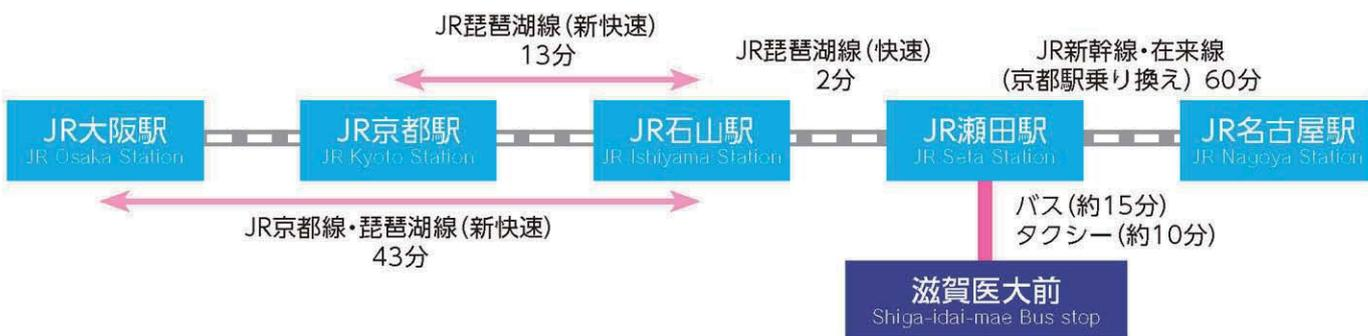 JR琵琶湖線(新快速)
13分
JR琵琶湖線(快速)
2分
JR新幹線・在来線
(京都駅乗り換え) 60分
JR大阪駅
JR Osaka Station
JR京都駅
JR Kyoto Station
JR石山駅
JR Ishiyama Station
JR瀬田駅
JR Seta Station
JR名古屋駅
JR Nagoya Station
JR京都線・琵琶湖線(新快速)
43分
バス(約15分)
タクシー(約10分)
滋賀医大前
Shiga-idai-mae Bus stop